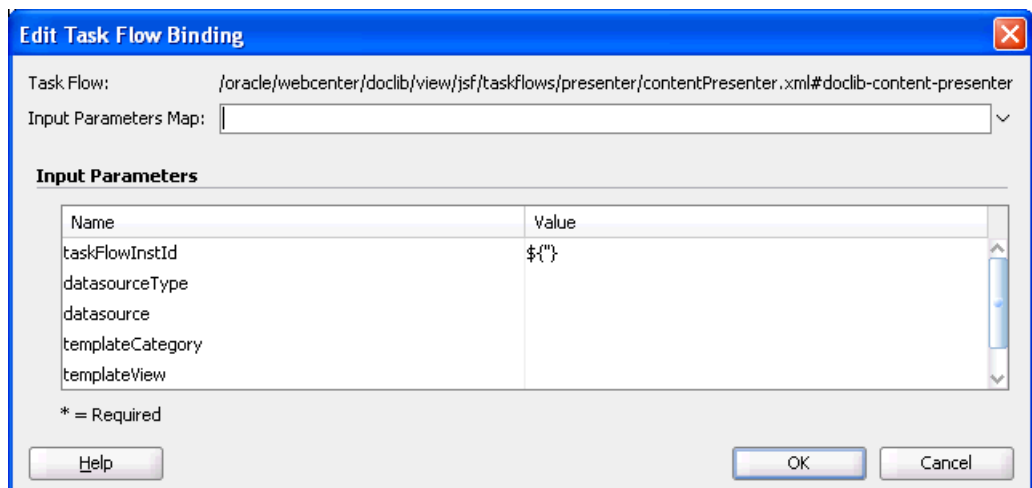 Edit Task Flow Binding
Task Flow: /oracle/webcenter/doclib/view/jsf/taskflows/presenter/contentPresenter.xml#doclib-content-presenter
Input Parameters Map:
Input Parameters
Name Value
taskFlowInstId ${''}
datasourceType
datasource
templateCategory
templateView
* = Required
Help OK Cancel